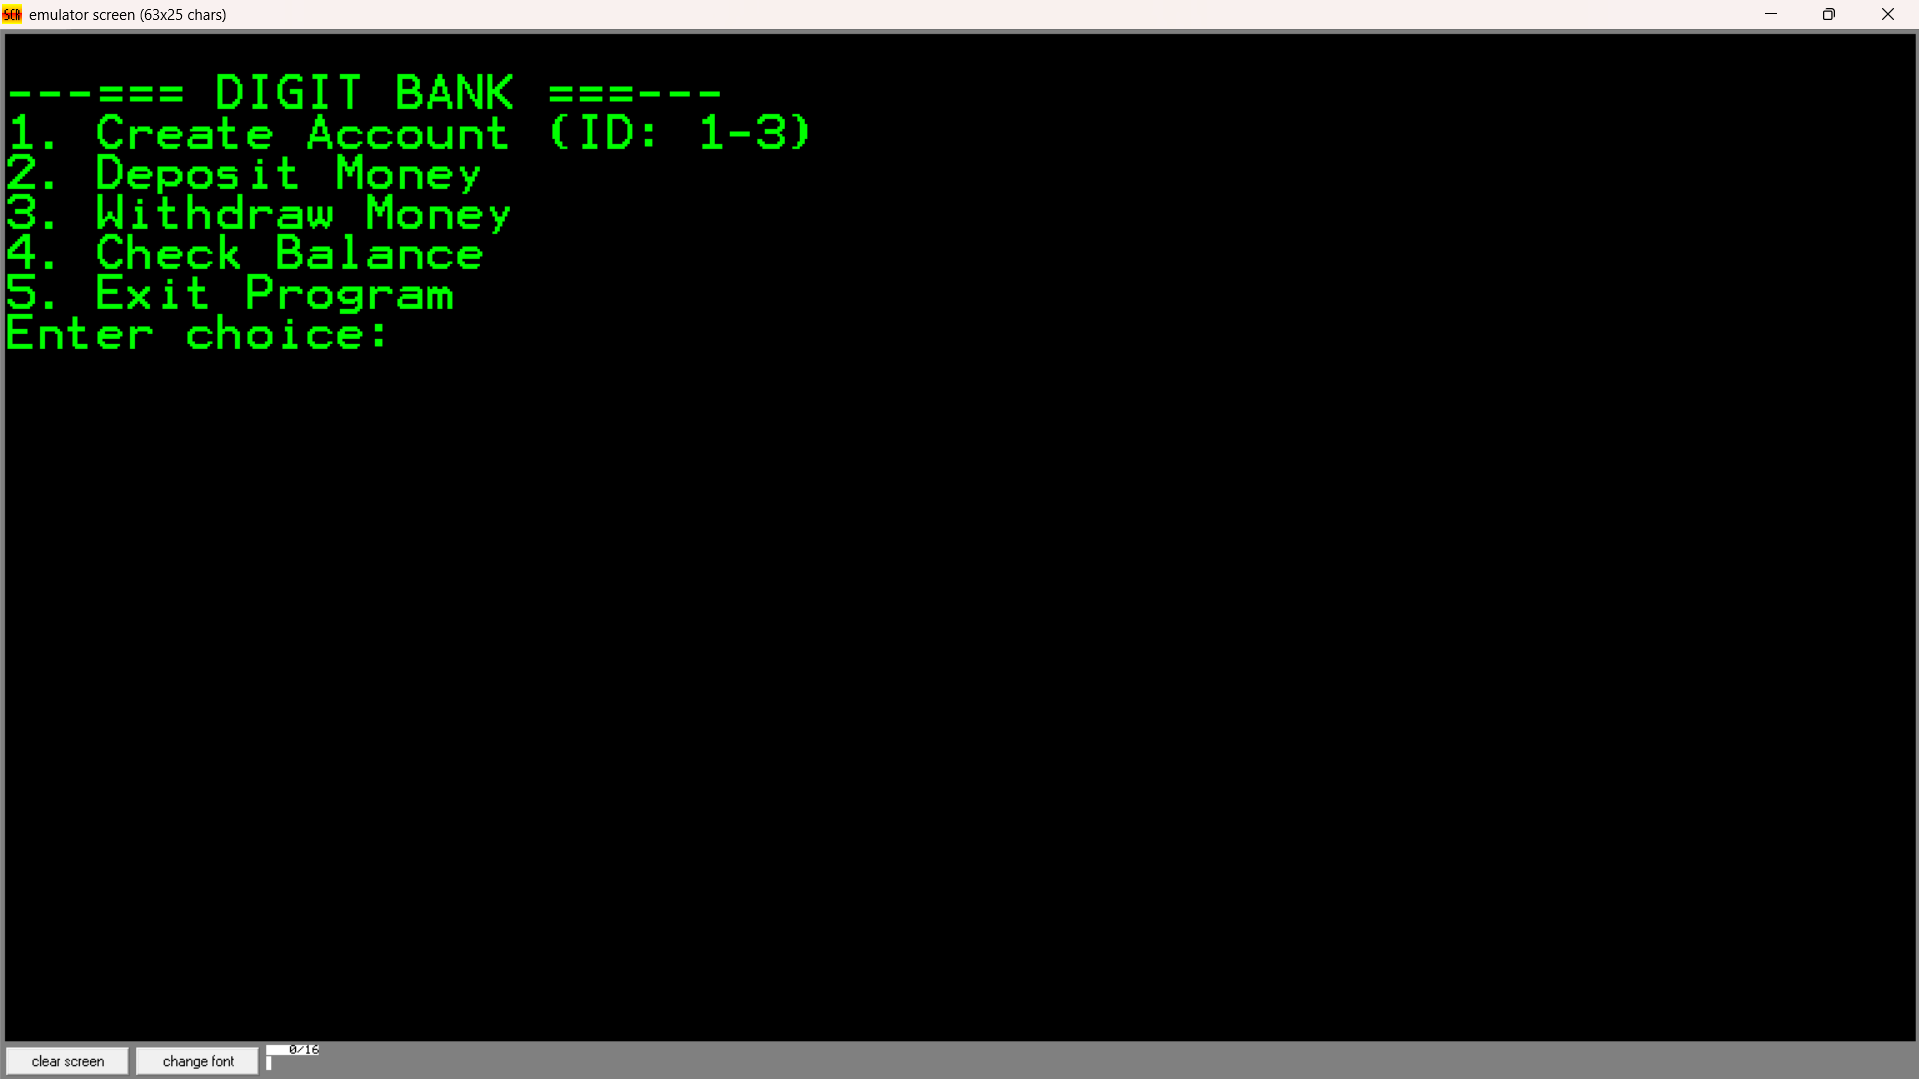 SCR emulator screen (63x25 chars)
---=== DIGIT BANK ===---
1. Create Account (ID: 1-3)
2. Deposit Money
3. Withdraw Money
4. Check Balance
5. Exit Program
Enter choice:
clear screen change font 0/16